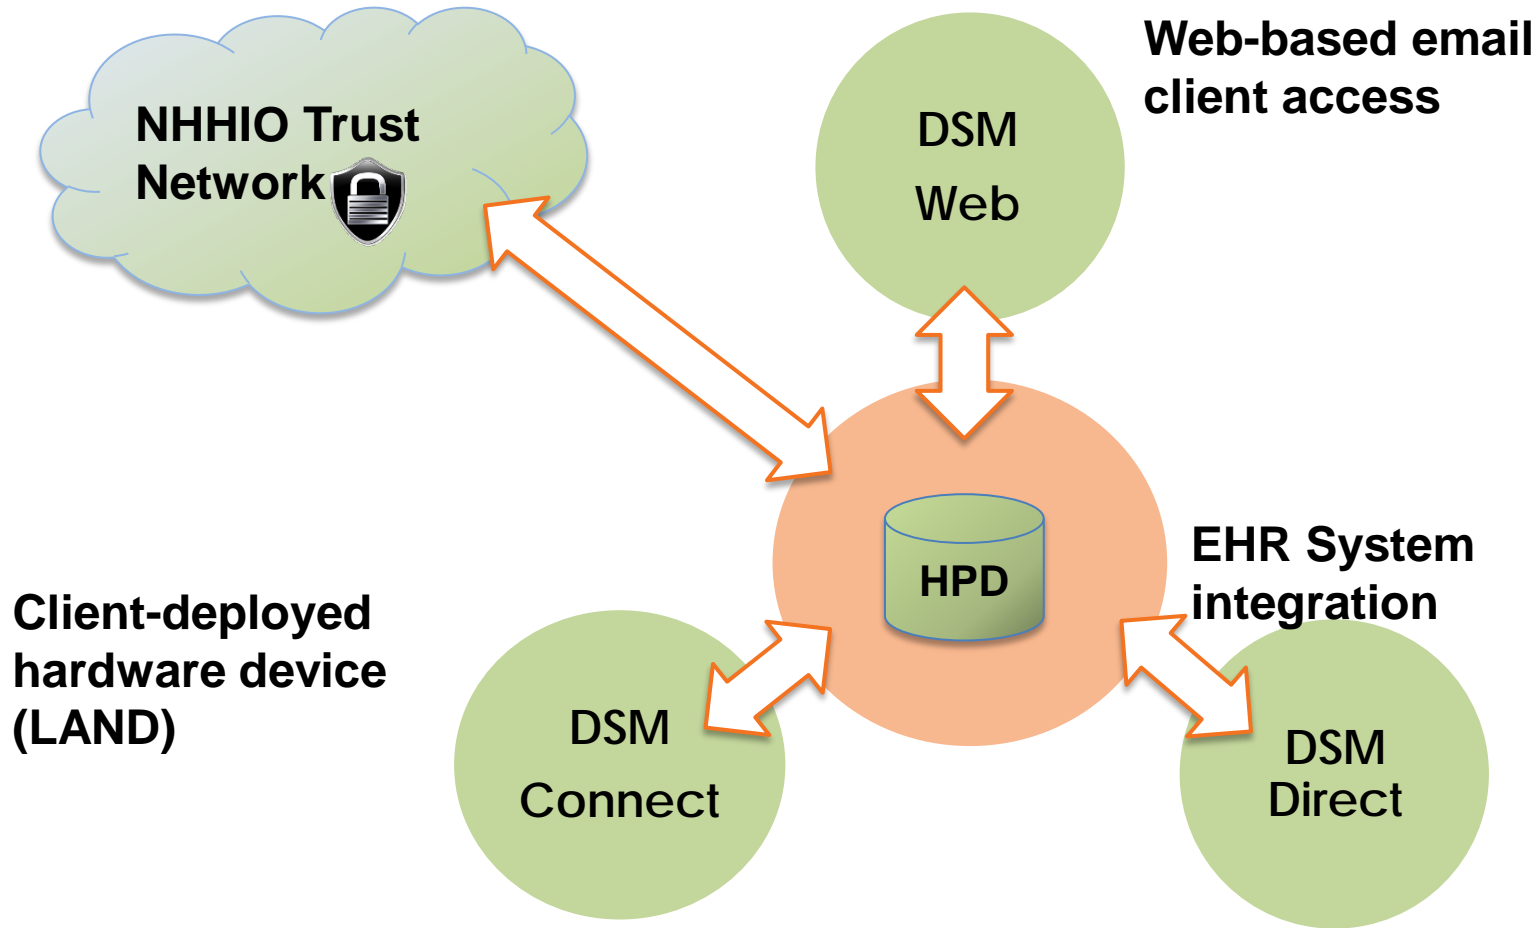 NHHIO Trust
Network
Web-based email
client access
DSM
Web
HPD
EHR System
integration
Client-deployed
hardware device
(LAND)
DSM
Connect
DSM
Direct